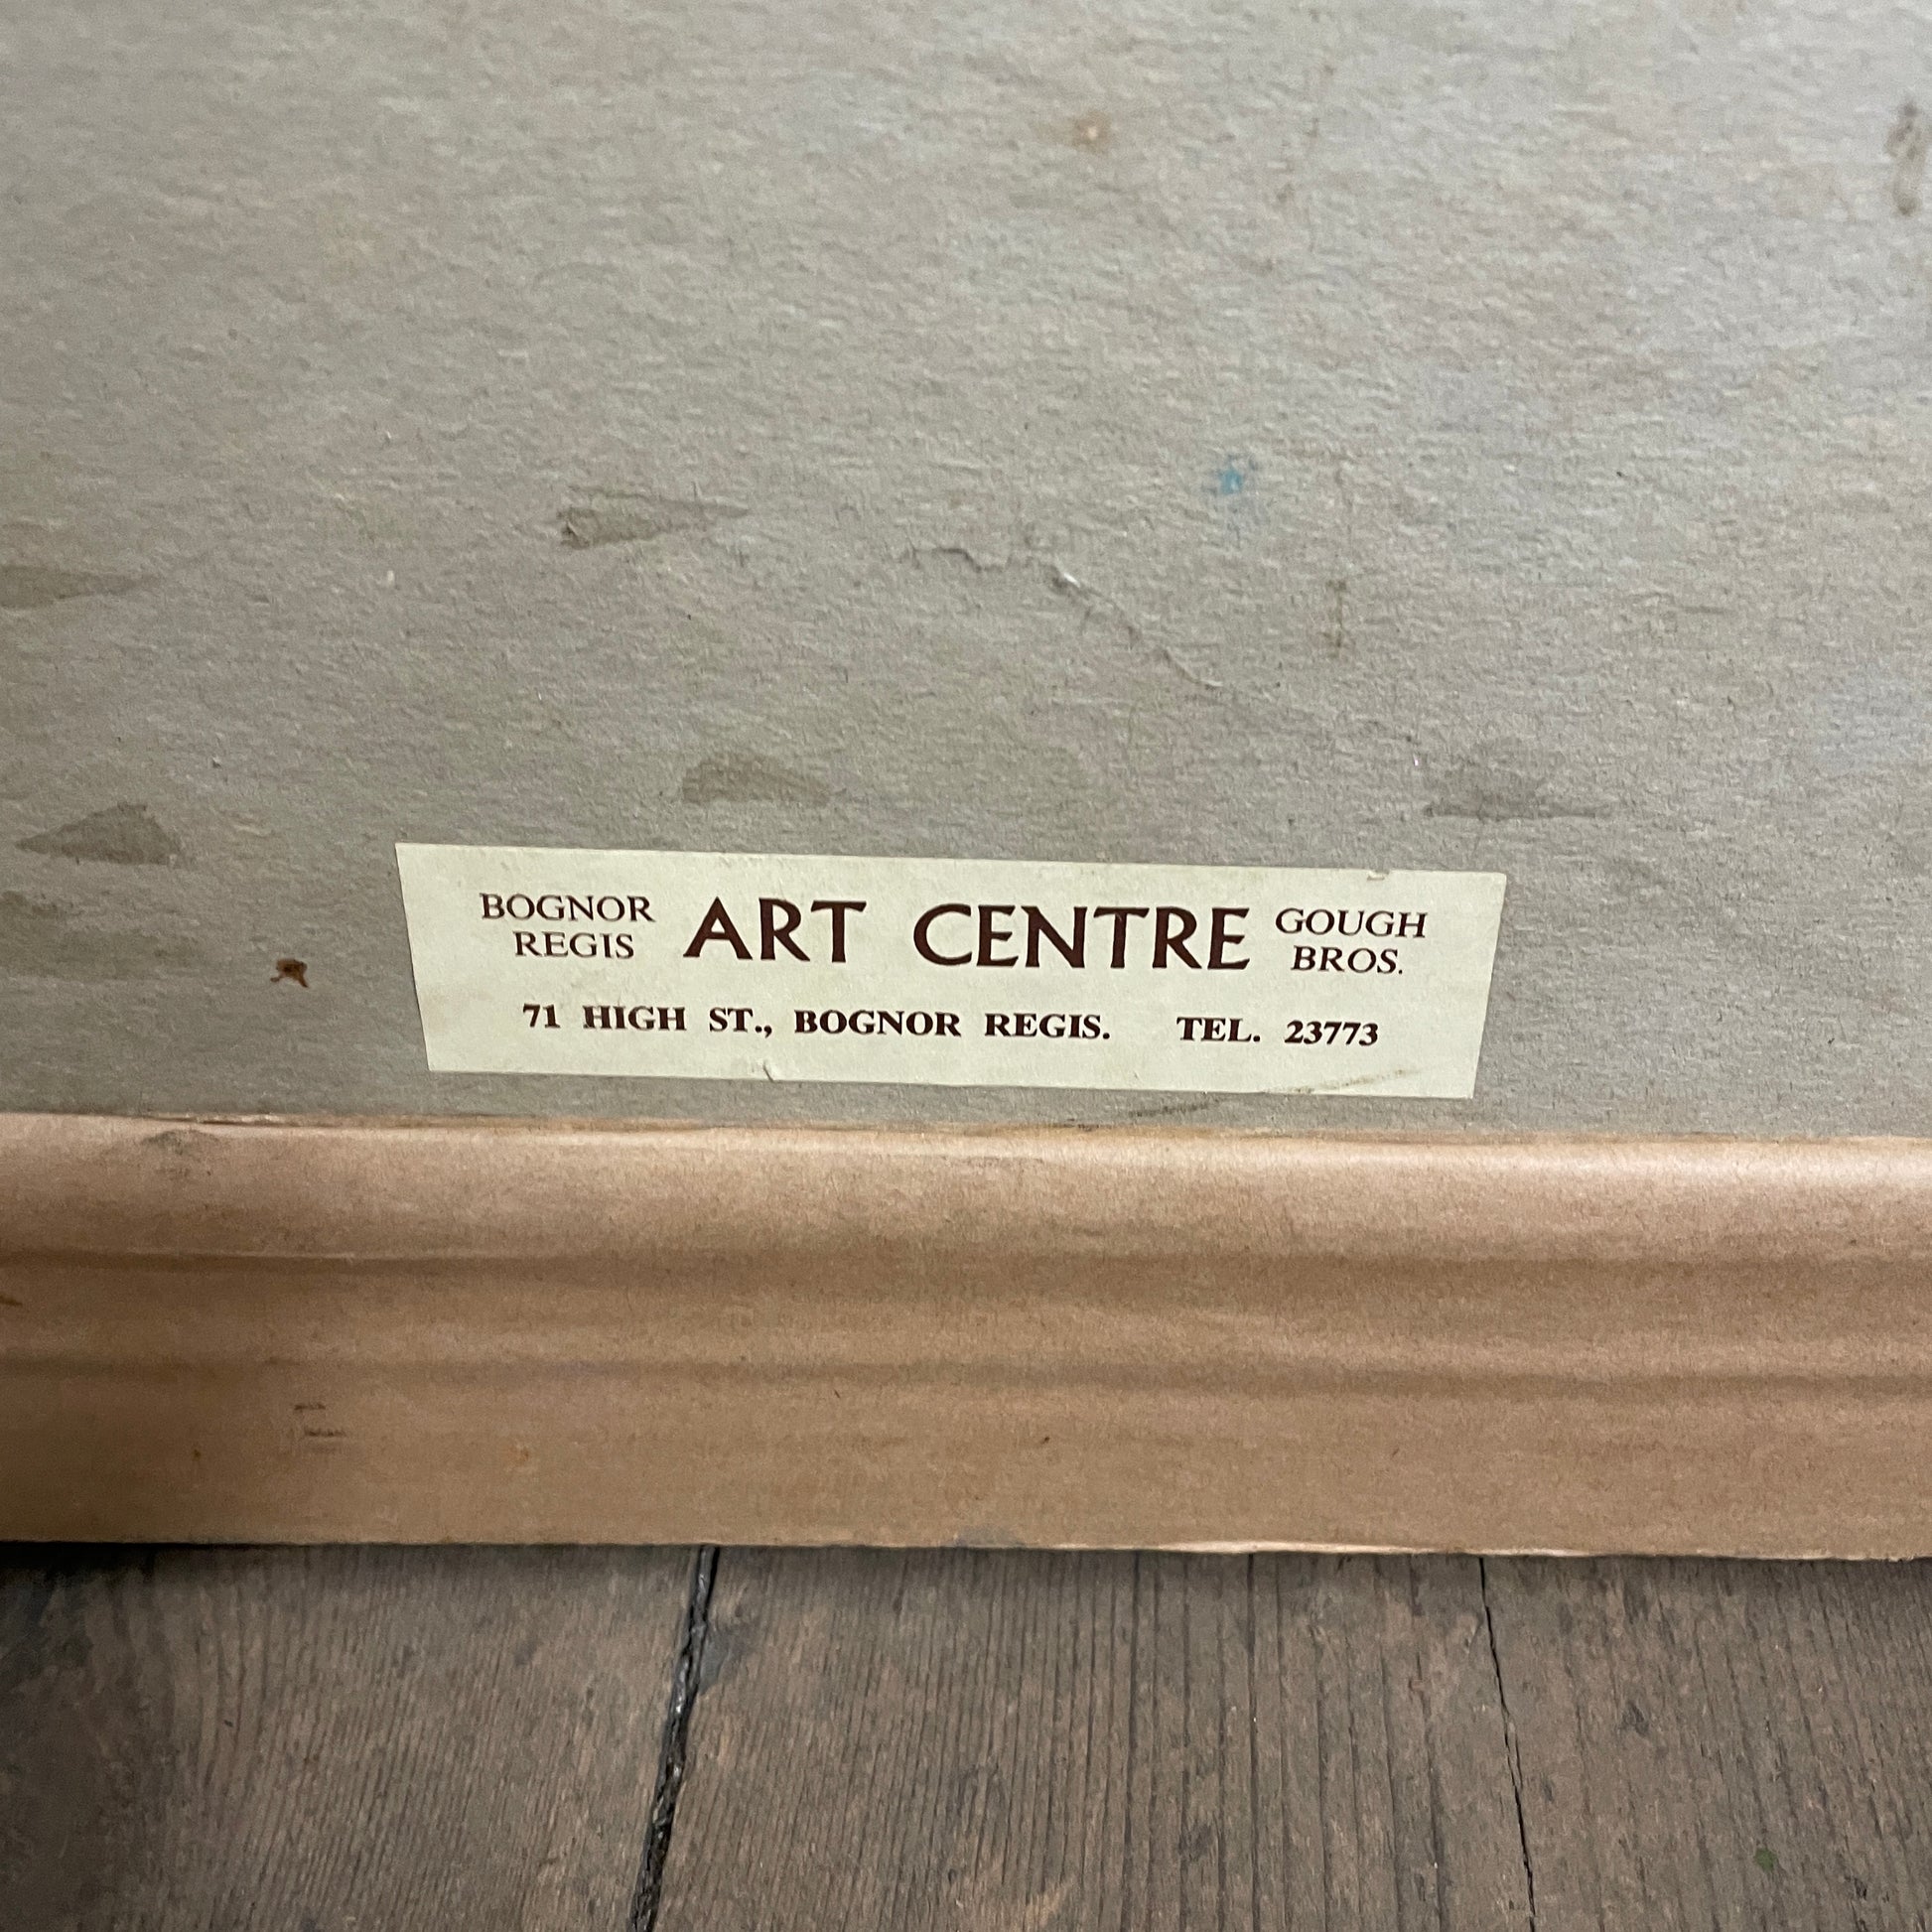 BOGNOR REGIS ART CENTRE GOUGH BROS.
71 HIGH ST., BOGNOR REGIS. TEL. 23773